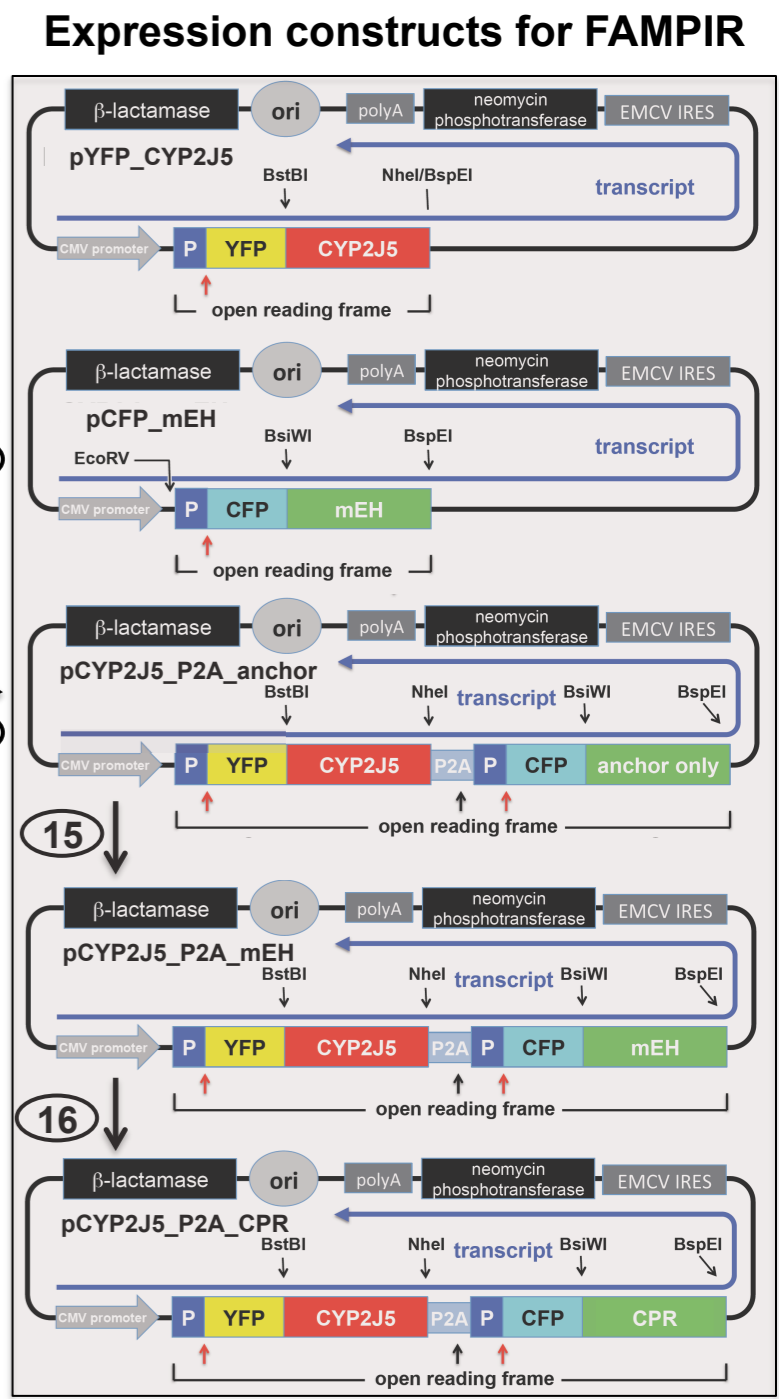 Expression constructs for FAMPIR
β-lactamase
ori
polyA
neomycin
phosphotransferase
EMCV IRES
pYFP_CYP2J5
BstBI
NheI/BspEI
transcript
CMV promoter
P
YFP
CYP2J5
open reading frame
β-lactamase
ori
polyA
neomycin
phosphotransferase
EMCV IRES
pCFP_mEH
BsiWI
BspEI
transcript
EcoRV
CMV promoter
P
CFP
mEH
open reading frame
β-lactamase
ori
polyA
neomycin
phosphotransferase
EMCV IRES
pCYP2J5_P2A_anchor
BstBI
NheI
transcript
BsiWI
BspEI
CMV promoter
P
YFP
CYP2J5
P2A
P
CFP
anchor only
open reading frame
15
β-lactamase
ori
polyA
neomycin
phosphotransferase
EMCV IRES
pCYP2J5_P2A_mEH
BstBI
NheI
transcript
BsiWI
BspEI
CMV promoter
P
YFP
CYP2J5
P2A
P
CFP
mEH
open reading frame
16
β-lactamase
ori
polyA
neomycin
phosphotransferase
EMCV IRES
pCYP2J5_P2A_CPR
BstBI
NheI
transcript
BsiWI
BspEI
CMV promoter
P
YFP
CYP2J5
P2A
P
CFP
CPR
open reading frame